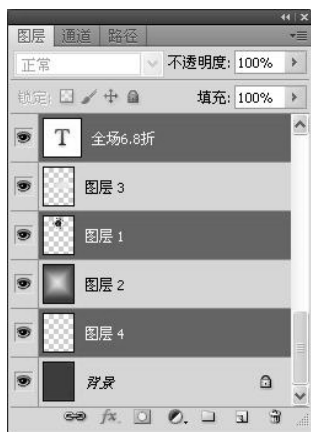 图层 通道 路径
正常 不透明度: 100%
锁定: 填充: 100%
T 全场6.8折
图层 3
图层 1
图层 2
图层 4
背景
fx.